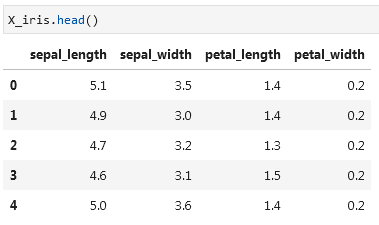 X_iris.head()
sepal_length sepal_width petal_length petal_width
0 5.1 3.5 1.4 0.2
1 4.9 3.0 1.4 0.2
2 4.7 3.2 1.3 0.2
3 4.6 3.1 1.5 0.2
4 5.0 3.6 1.4 0.2